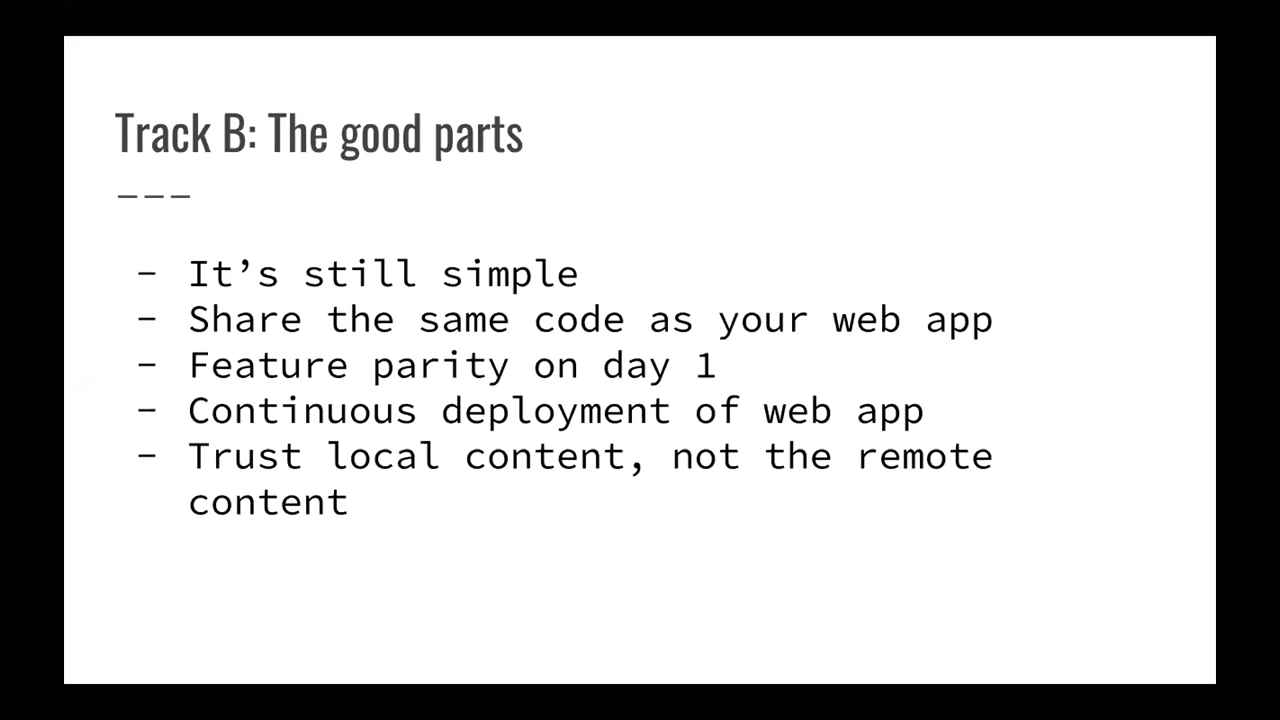 Track B: The good parts
___
- It’s still simple
- Share the same code as your web app
- Feature parity on day 1
- Continuous deployment of web app
- Trust local content, not the remote
content